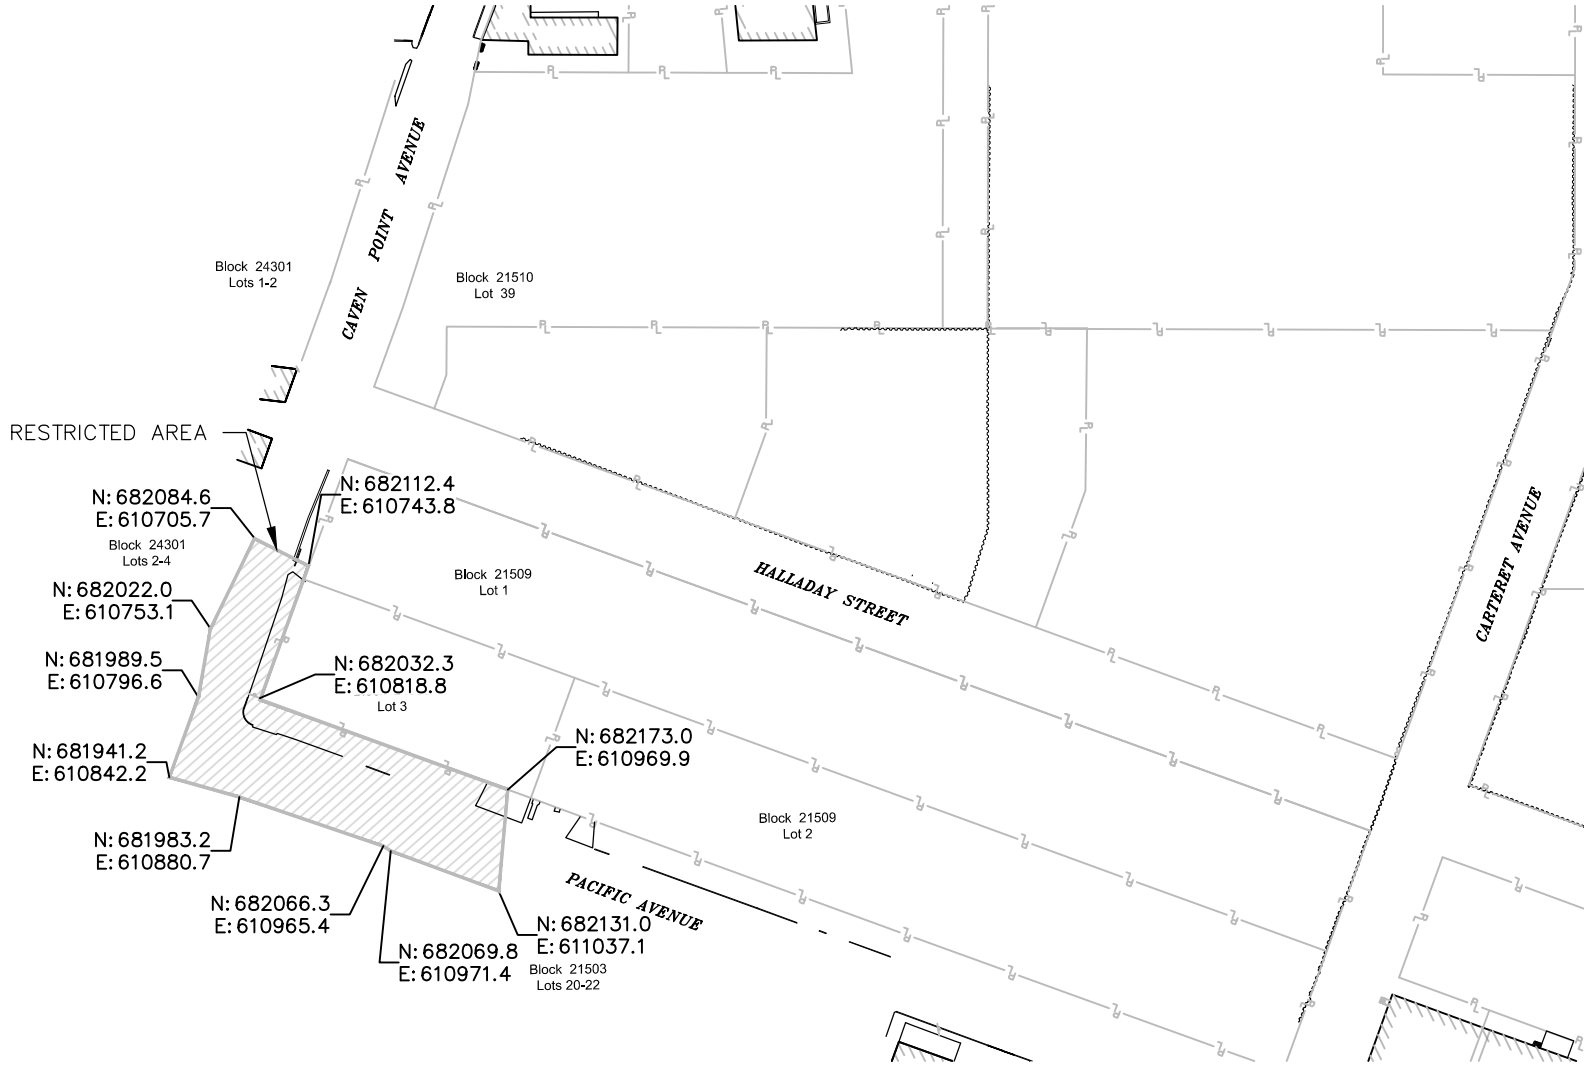 CAVEN POINT AVENUE
Block 24301
Lots 1-2
Block 21510
Lot 39
RESTRICTED AREA
N: 682084.6
E: 610705.7
N: 682112.4
E: 610743.8
Block 24301
Lots 2-4
N: 682022.0
E: 610753.1
Block 21509
Lot 1
HALLADAY STREET
CARTERET AVENUE
N: 681989.5
E: 610796.6
N: 682032.3
E: 610818.8
Lot 3
N: 681941.2
E: 610842.2
N: 682173.0
E: 610969.9
N: 681983.2
E: 610880.7
Block 21509
Lot 2
PACIFIC AVENUE
N: 682066.3
E: 610965.4
N: 682131.0
E: 611037.1
N: 682069.8
E: 610971.4
Block 21503
Lots 20-22